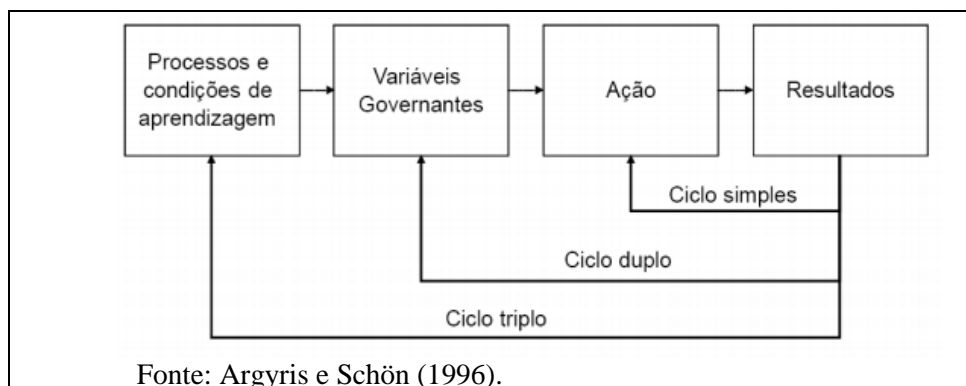 Processos e
condições de
aprendizagem
Variáveis
Governantes
Ação
Resultados
Ciclo simples
Ciclo duplo
Ciclo triplo
Fonte: Argyris e Schön (1996).